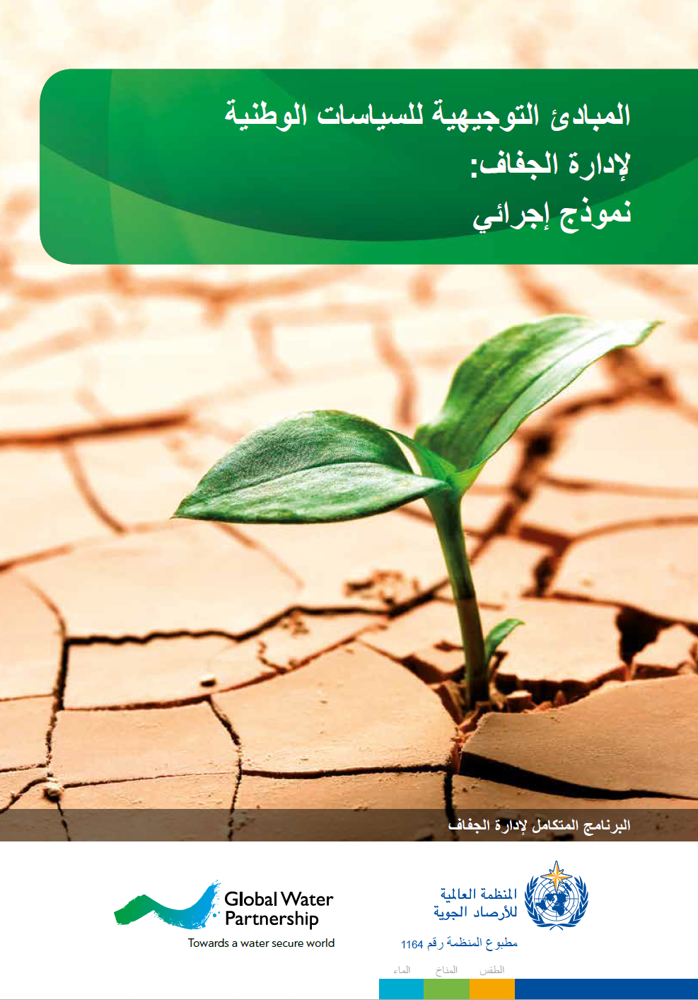 المبادئ التوجيهية للسياسات الوطنية
لإدارة الجفاف:
نموذج إجرائي
البرنامج المتكامل لإدارة الجفاف
المنظمة العالمية
للأرصاد الجوية
مطبوع المنظمة رقم 1164
الطقس المناخ الماء
Global Water
Partnership
Towards a water secure world